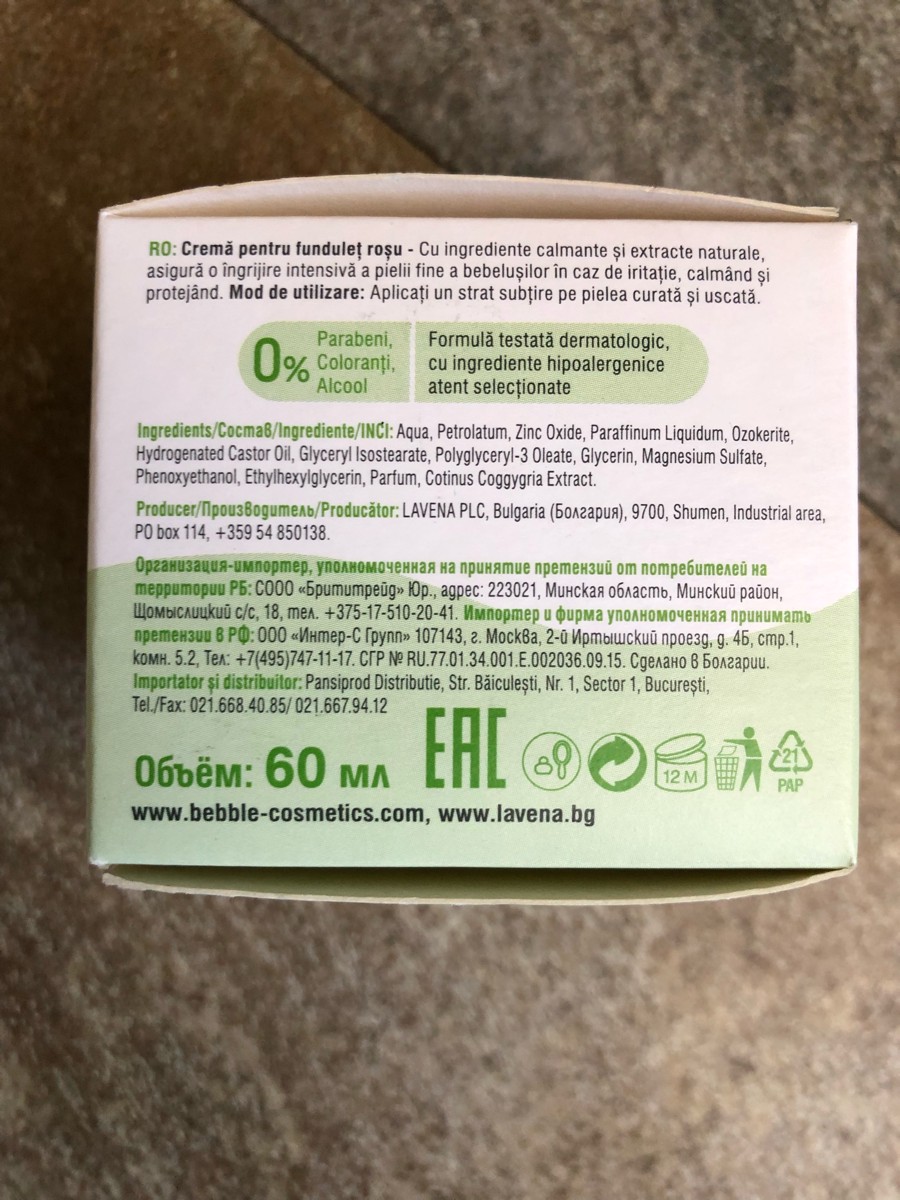 RO: Cremă pentru funduleț roșu - Cu ingrediente calmante și extracte naturale,
asigură o îngrijire intensivă a pielii fine a bebelușilor în caz de iritație, calmând și
protejând. Mod de utilizare: Aplicați un strat subțire pe pielea curată și uscată.
0% Parabeni,
Coloranți,
Alcool
Formulă testată dermatologic,
cu ingrediente hipoalergenice
atent selecționate
Ingredients/Състав/Ingrediente/INCI: Aqua, Petrolatum, Zinc Oxide, Paraffinum Liquidum, Ozokerite,
Hydrogenated Castor Oil, Glyceryl Isostearate, Polyglyceryl-3 Oleate, Glycerin, Magnesium Sulfate,
Phenoxyethanol, Ethylhexylglycerin, Parfum, Cotinus Coggygria Extract.
Producer/Производитель/Producător: LAVENA PLC, Bulgaria (Болгария), 9700, Shumen, Industrial area,
PO box 114, +359 54 850138.
Организация-импортер, уполномоченная на принятие претензий от потребителей на
территории РБ: СООО «Брититрейд» Юр., адрес: 223021, Минская область, Минский район,
Щомыслицкий с/с, 18, тел. +375-17-510-20-41. Импортер и фирма уполномоченная принимать
претензии в РФ: ООО «Интер-С Групп» 107143, г. Москва, 2-й Иртышский проезд, д. 4Б, стр.1,
комн. 5.2, Тел: +7(495)747-11-17. СГР № RU.77.01.34.001.E.002036.09.15. Сделано в Болгарии.
Importator și distribuitor: Pansiprod Distributie, Str. Băiculești, Nr. 1, Sector 1, București,
Tel./Fax: 021.668.40.85/ 021.667.94.12
Объём: 60 мл EAC 12 M 21 PAP
www.bebble-cosmetics.com, www.lavena.bg